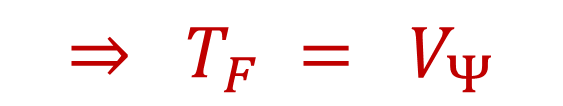 ⇒ T_F = V_Ψ